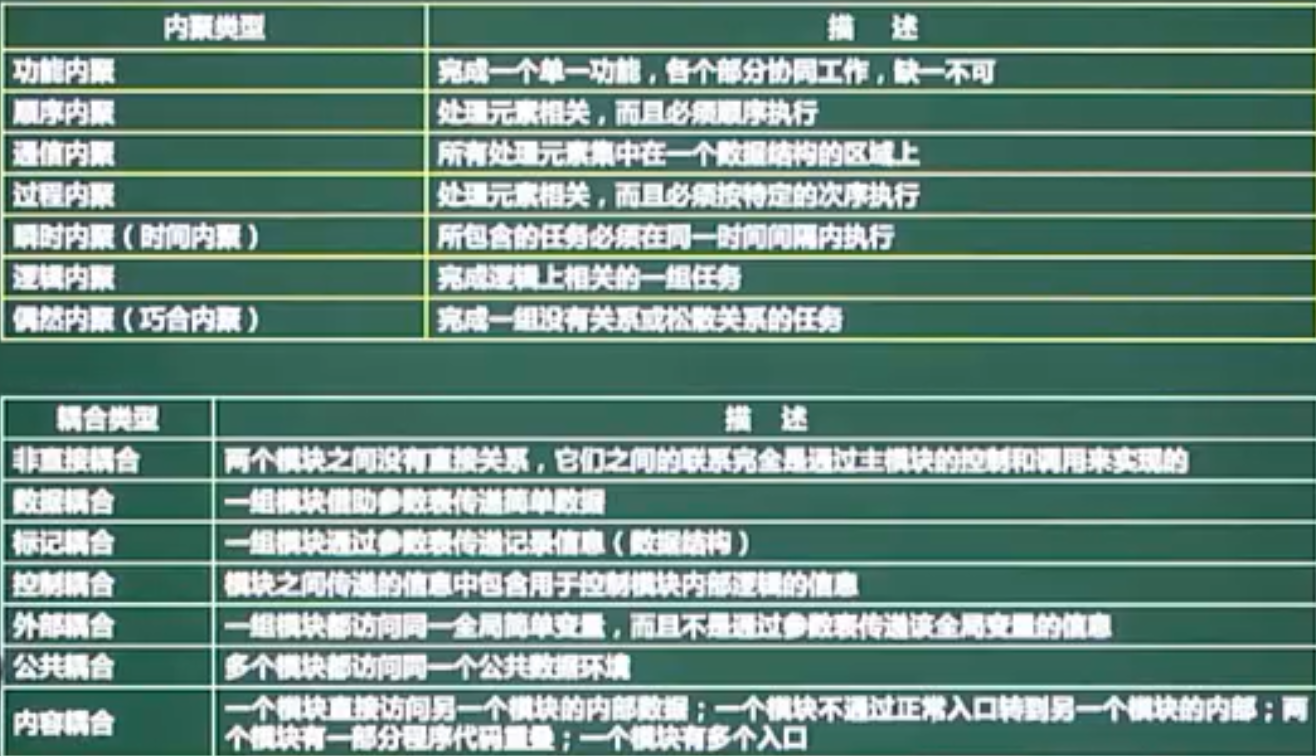 内聚类型 描 述
功能内聚 完成一个单一功能，各个部分协同工作，缺一不可
顺序内聚 处理元素相关，而且必须顺序执行
通信内聚 所有处理元素集中在一个数据结构的区域上
过程内聚 处理元素相关，而且必须按特定的次序执行
瞬时内聚（时间内聚） 所包含的任务必须在同一时间间隔内执行
逻辑内聚 完成逻辑上相关的一组任务
偶然内聚（巧合内聚） 完成一组没有关系或松散关系的任务
耦合类型 描 述
非直接耦合 两个模块之间没有直接关系，它们之间的联系完全是通过主模块的控制和调用来实现的
数据耦合 一组模块借助参数表传递简单数据
标记耦合 一组模块通过参数表传递记录信息（数据结构）
控制耦合 模块之间传递的信息中包含用于控制模块内部逻辑的信息
外部耦合 一组模块都访问同一全局简单变量，而且不是通过参数表传递该全局变量的信息
公共耦合 多个模块都访问同一个公共数据环境
内容耦合 一个模块直接访问另一个模块的内部数据；一个模块不通过正常入口转到另一个模块的内部；两
个模块有一部分程序代码重叠；一个模块有多个入口